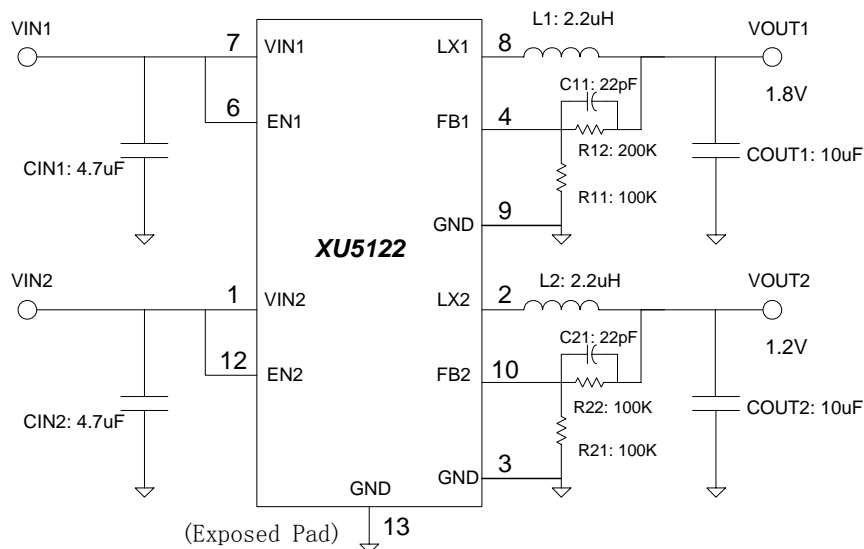 VIN1
7
VIN1
LX1
8
L1: 2.2uH
VOUT1
C11: 22pF
1.8V
6
EN1
FB1
4
R12: 200K
CIN1: 4.7uF
COUT1: 10uF
R11: 100K
GND
9
XU5122
VIN2
1
VIN2
LX2
2
L2: 2.2uH
VOUT2
C21: 22pF
1.2V
12
EN2
FB2
10
R22: 100K
CIN2: 4.7uF
COUT2: 10uF
R21: 100K
GND
3
GND
(Exposed Pad)
13